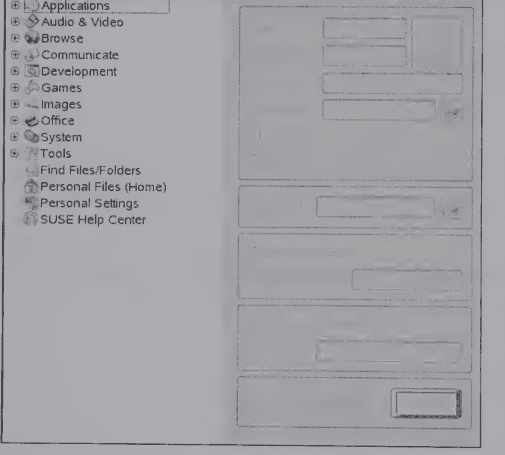 Applications
Audio & Video
Browse
Communicate
Development
Games
Images
Office
System
Tools
Find Files/Folders
Personal Files (Home)
Personal Settings
SUSE Help Center